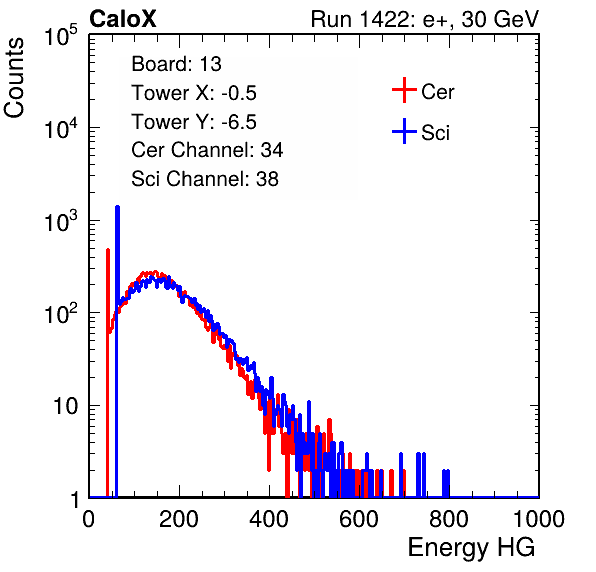 CaloX Run 1422: e+, 30 GeV
Counts
Board: 13
Tower X: -0.5
Tower Y: -6.5
Cer Channel: 34
Sci Channel: 38
Cer
Sci
10^5
10^4
10^3
10^2
10
1
0 200 400 600 800 1000
Energy HG